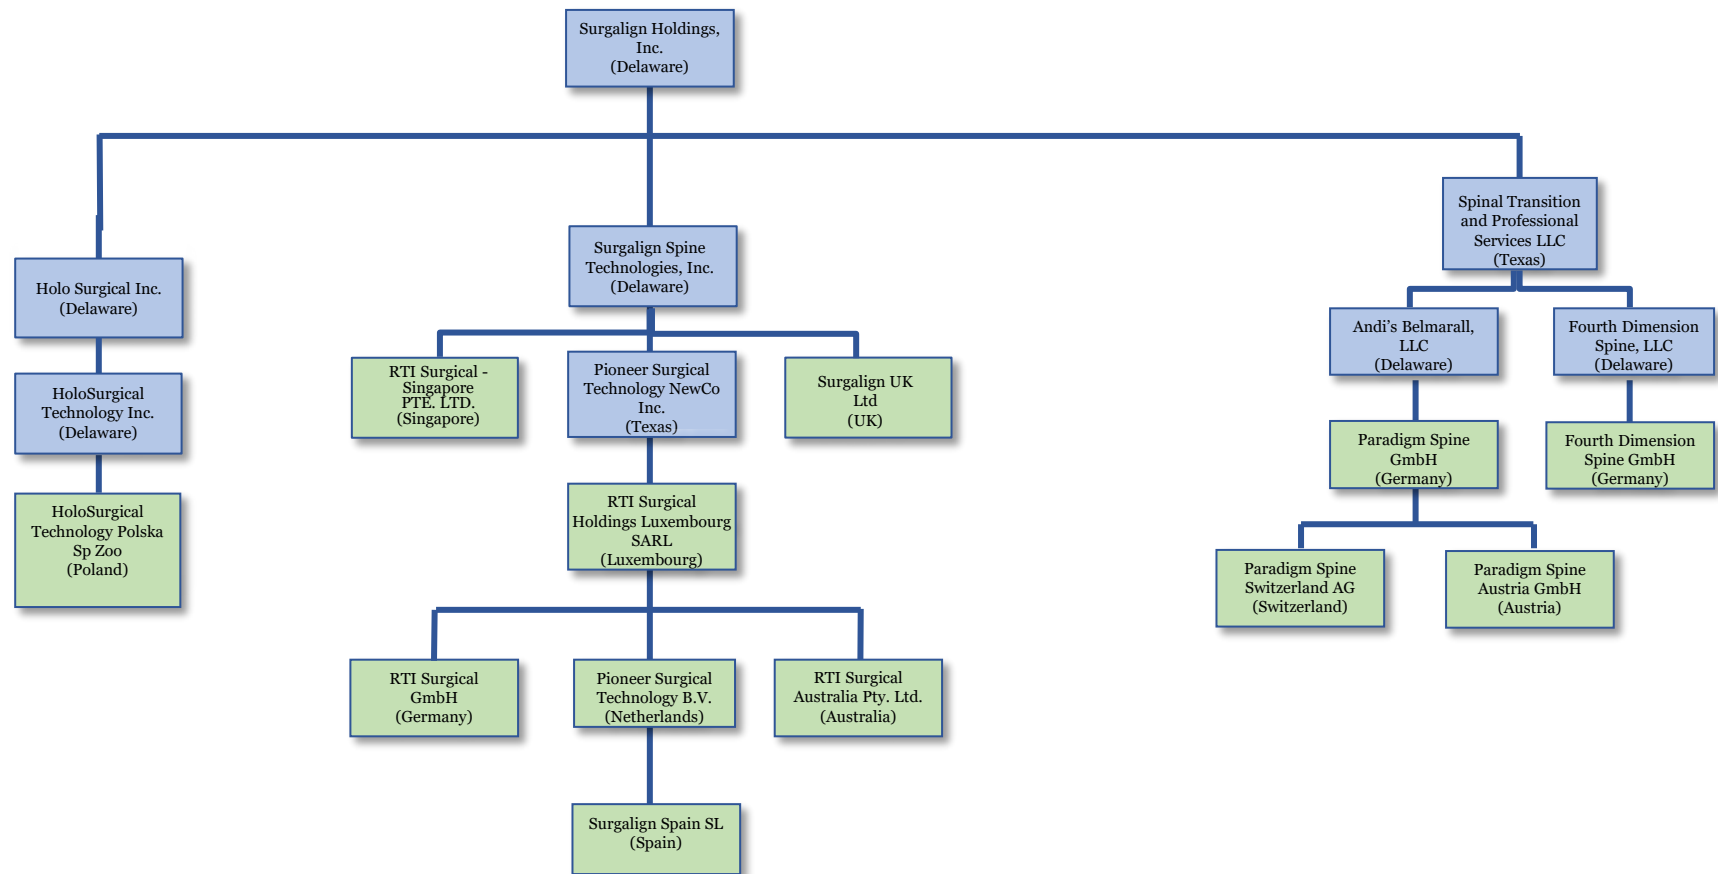 Surgalign Holdings,
Inc.
(Delaware)
Spinal Transition
and Professional
Services LLC
(Texas)
Surgalign Spine
Technologies, Inc.
(Delaware)
Holo Surgical Inc.
(Delaware)
Andi's Belmarall,
LLC
(Delaware)
Fourth Dimension
Spine, LLC
(Delaware)
RTI Surgical -
Singapore
PTE. LTD.
(Singapore)
Pioneer Surgical
Technology NewCo
Inc.
(Texas)
Surgalign UK
Ltd
(UK)
HoloSurgical
Technology Inc.
(Delaware)
Paradigm Spine
GmbH
(Germany)
Fourth Dimension
Spine GmbH
(Germany)
HoloSurgical
Technology Polska
Sp Zoo
(Poland)
RTI Surgical
Holdings Luxembourg
SARL
(Luxembourg)
Paradigm Spine
Switzerland AG
(Switzerland)
Paradigm Spine
Austria GmbH
(Austria)
RTI Surgical
GmbH
(Germany)
Pioneer Surgical
Technology B.V.
(Netherlands)
RTI Surgical
Australia Pty. Ltd.
(Australia)
Surgalign Spain SL
(Spain)